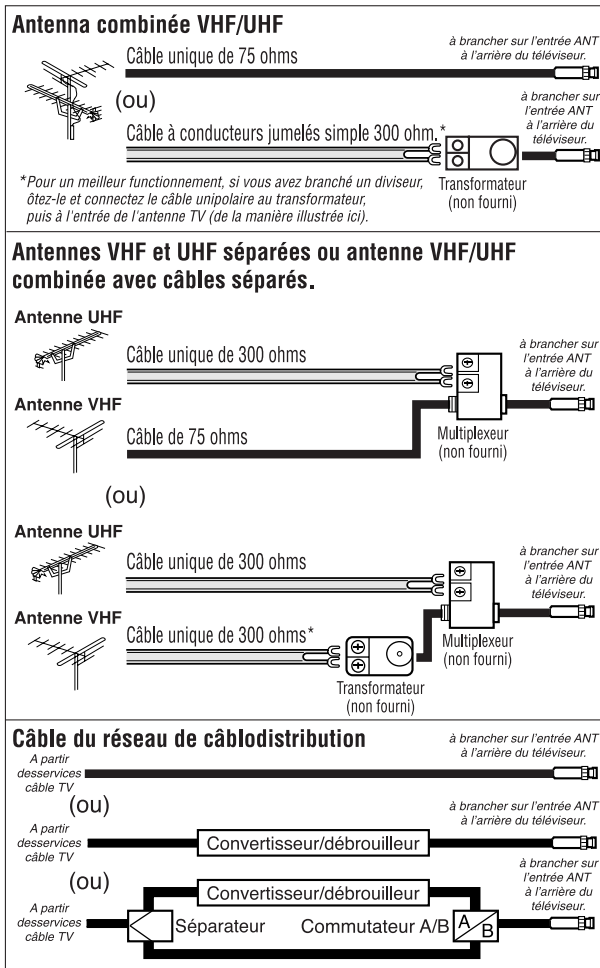 Antenna combinée VHF/UHF
Câble unique de 75 ohms
à brancher sur l'entrée ANT
à l'arrière du téléviseur.
(ou)
Câble à conducteurs jumelés simple 300 ohm.*
à brancher sur
l'entrée ANT
à l'arrière du
téléviseur.
Transformateur
(non fourni)
*Pour un meilleur functionnement, si vous avez branché un diviseur,
ôtez-le et connectez le câble unipolaire au transformateur,
puis à l'entrée de l'antenne TV (de la manière illustrée ici).
Antennes VHF et UHF séparées ou antenne VHF/UHF
combinée avec câbles séparés.
Antenne UHF
Câble unique de 300 ohms
à brancher sur
l'entrée ANT
à l'arrière du
téléviseur.
Antenne VHF
Câble de 75 ohms
Multiplexeur
(non fourni)
(ou)
Antenne UHF
Câble unique de 300 ohms
à brancher sur
l'entrée ANT
à l'arrière du
téléviseur.
Antenne VHF
Câble unique de 300 ohms*
Multiplexeur
(non fourni)
Transformateur
(non fourni)
Câble du réseau de câblodistribution
à brancher sur l'entrée ANT
à l'arrière du téléviseur.
A partir
desservices
câble TV
(ou)
A partir
desservices
câble TV
Convertisseur/débrouilleur
à brancher sur l'entrée ANT
à l'arrière du téléviseur.
(ou)
A partir
desservices
câble TV
Convertisseur/débrouilleur
Séparateur
Commutateur A/B
A
B
à brancher sur
l'entrée ANT
à l'arrière du
téléviseur.